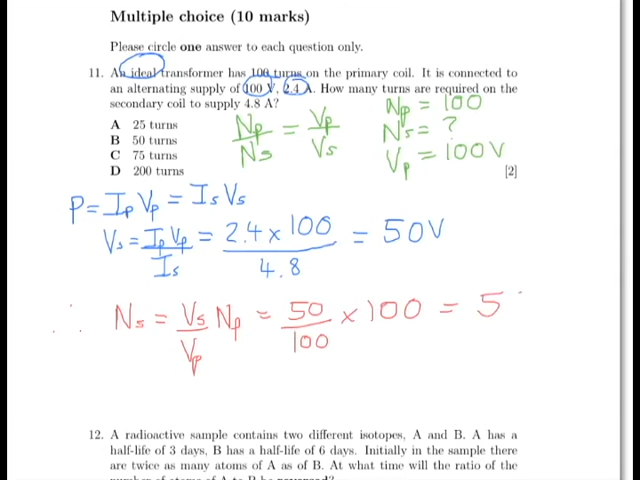 Multiple choice (10 marks)
Please circle one answer to each question only.
11. An ideal transformer has 100 turns on the primary coil. It is connected to
an alternating supply of 100 V, 2.4 A. How many turns are required on the
secondary coil to supply 4.8 A?
A 25 turns
B 50 turns
C 75 turns
D 200 turns
[2]
Np/Ns = Vp/Vs
Np = 100
Ns = ?
Vp = 100V
P = Ip Vp = Is Vs
Vs = Ip Vp/Is = 2.4 × 100/4.8 = 50V
∴ Ns = Vs/Vp Np = 50/100 × 100 = 5
12. A radioactive sample contains two different isotopes, A and B. A has a
half-life of 3 days, B has a half-life of 6 days. Initially in the sample there
are twice as many atoms of A as of B. At what time will the ratio of the